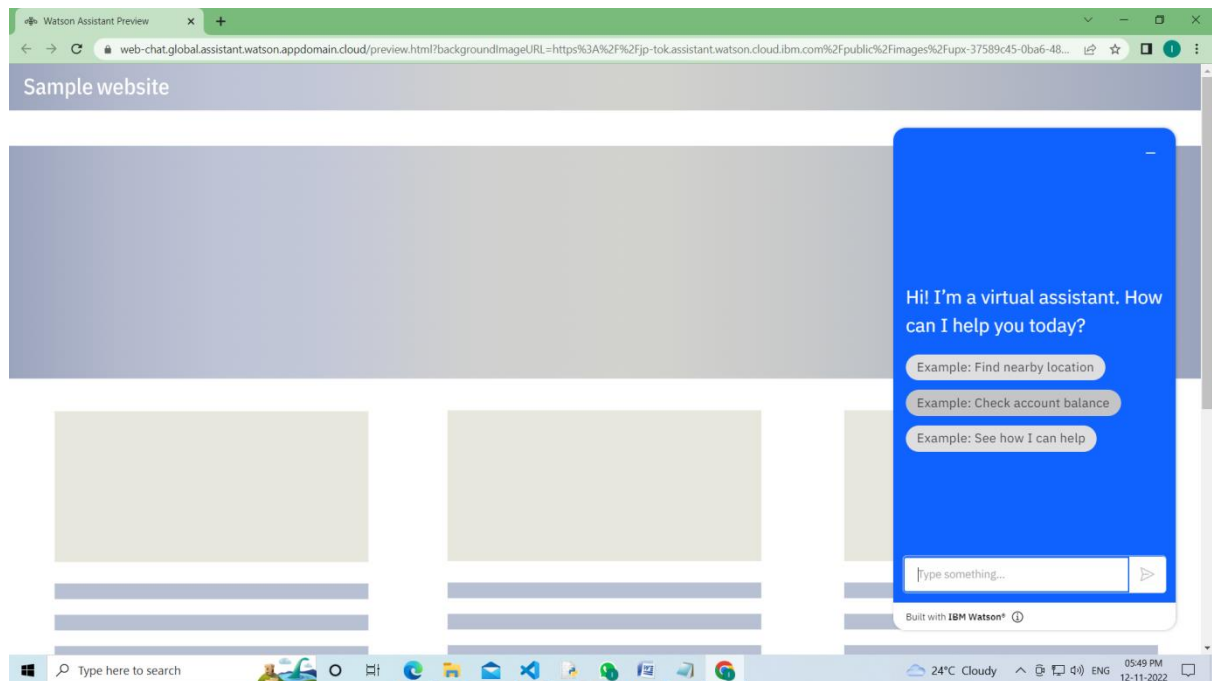 Watson Assistant Preview
web-chat.global.assistant.watson.appdomain.cloud/preview.html?backgroundImageURL=https%3A%2F%2Fjp-tok.assistant.watson.cloud.ibm.com%2Fpublic%2Fimages%2Fupx-37589c45-0ba6-48...
Sample website
Hi! I'm a virtual assistant. How
can I help you today?
Example: Find nearby location
Example: Check account balance
Example: See how I can help
Type something...
Built with IBM Watson®
Type here to search
24°C Cloudy
ENG
05:49 PM
12-11-2022